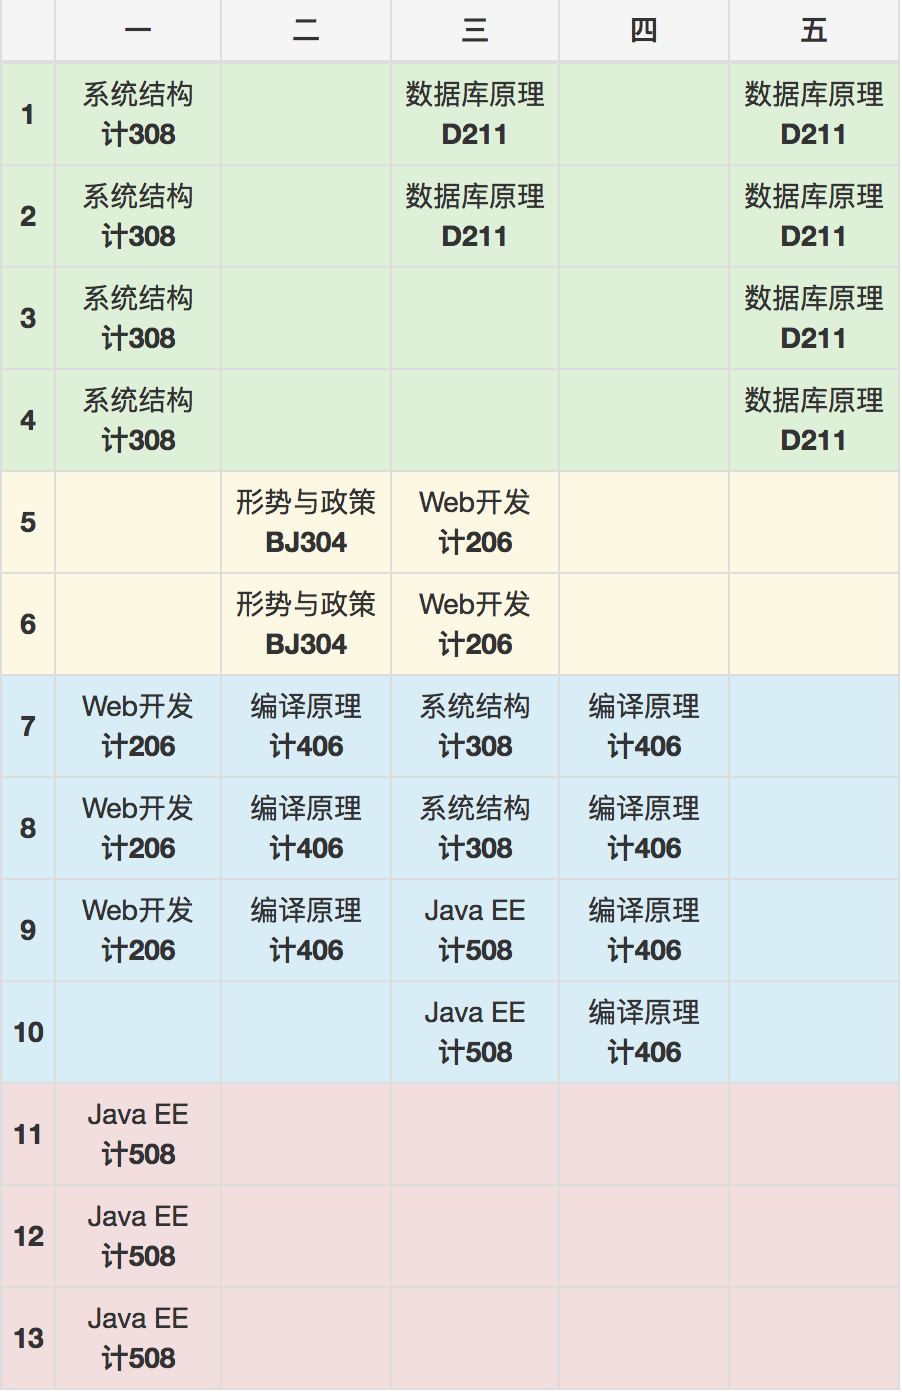 一 二 三 四 五
1 系统结构 数据库原理 数据库原理
计308 D211 D211
2 系统结构 数据库原理 数据库原理
计308 D211 D211
3 系统结构 数据库原理
计308 D211
4 系统结构 数据库原理
计308 D211
5 形势与政策 Web开发
BJ304 计206
6 形势与政策 Web开发
BJ304 计206
7 Web开发 编译原理 系统结构 编译原理
计206 计406 计308 计406
8 Web开发 编译原理 系统结构 编译原理
计206 计406 计308 计406
9 Web开发 编译原理 Java EE 编译原理
计206 计406 计508 计406
10 Java EE 编译原理
计508 计406
11 Java EE
计508
12 Java EE
计508
13 Java EE
计508